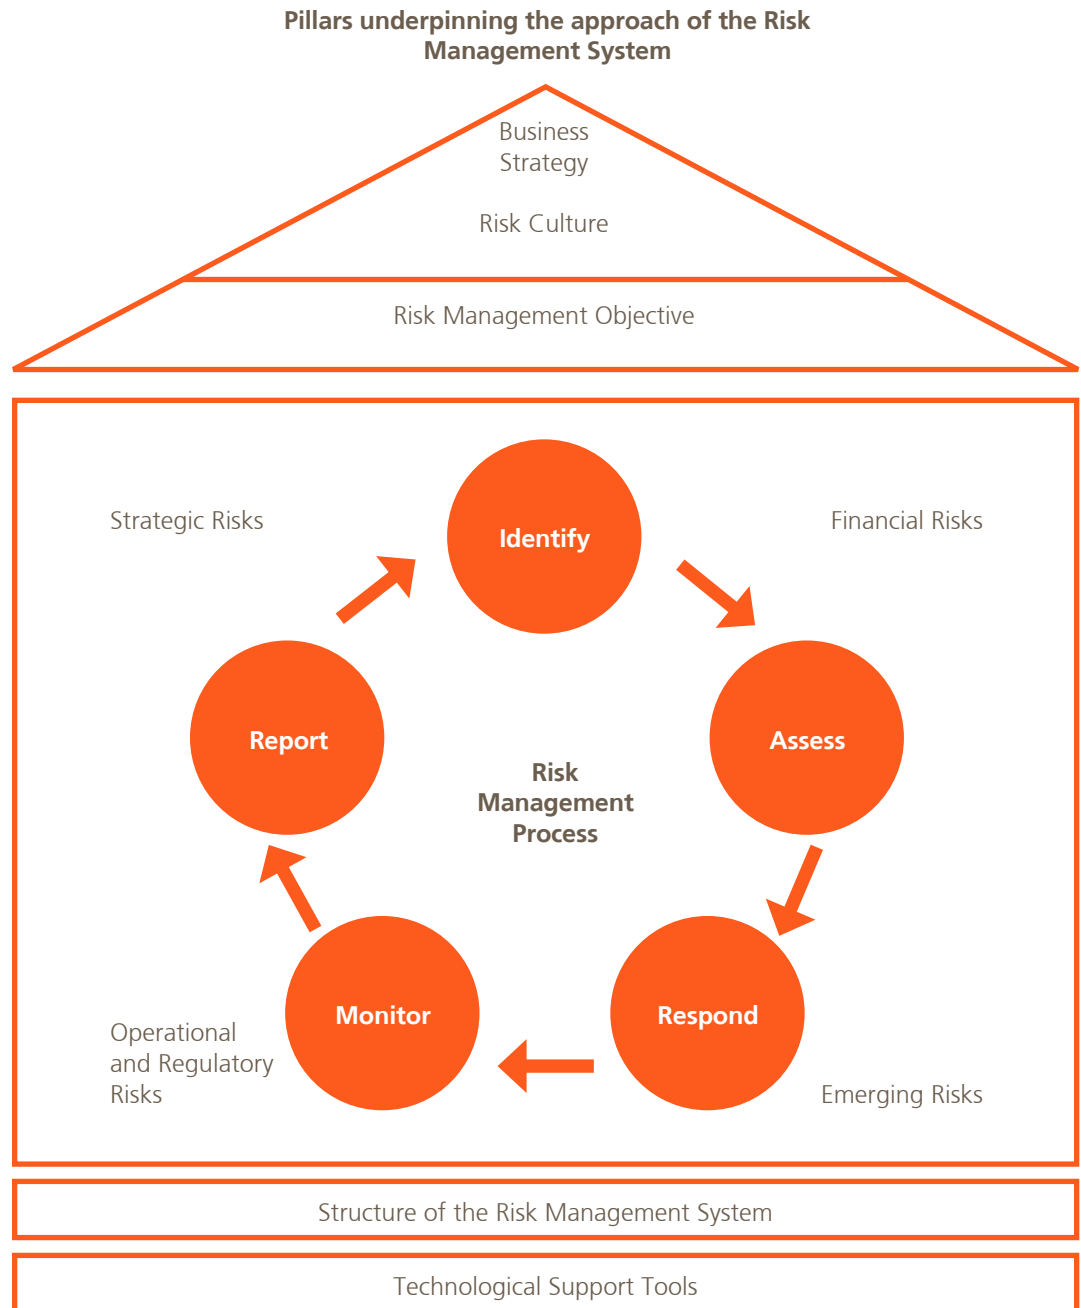 Pillars underpinning the approach of the Risk
Management System
Business
Strategy
Risk Culture
Risk Management Objective
Strategic Risks
Financial Risks
Identify
Report
Assess
Risk
Management
Process
Monitor
Respond
Operational
and Regulatory
Risks
Emerging Risks
Structure of the Risk Management System
Technological Support Tools